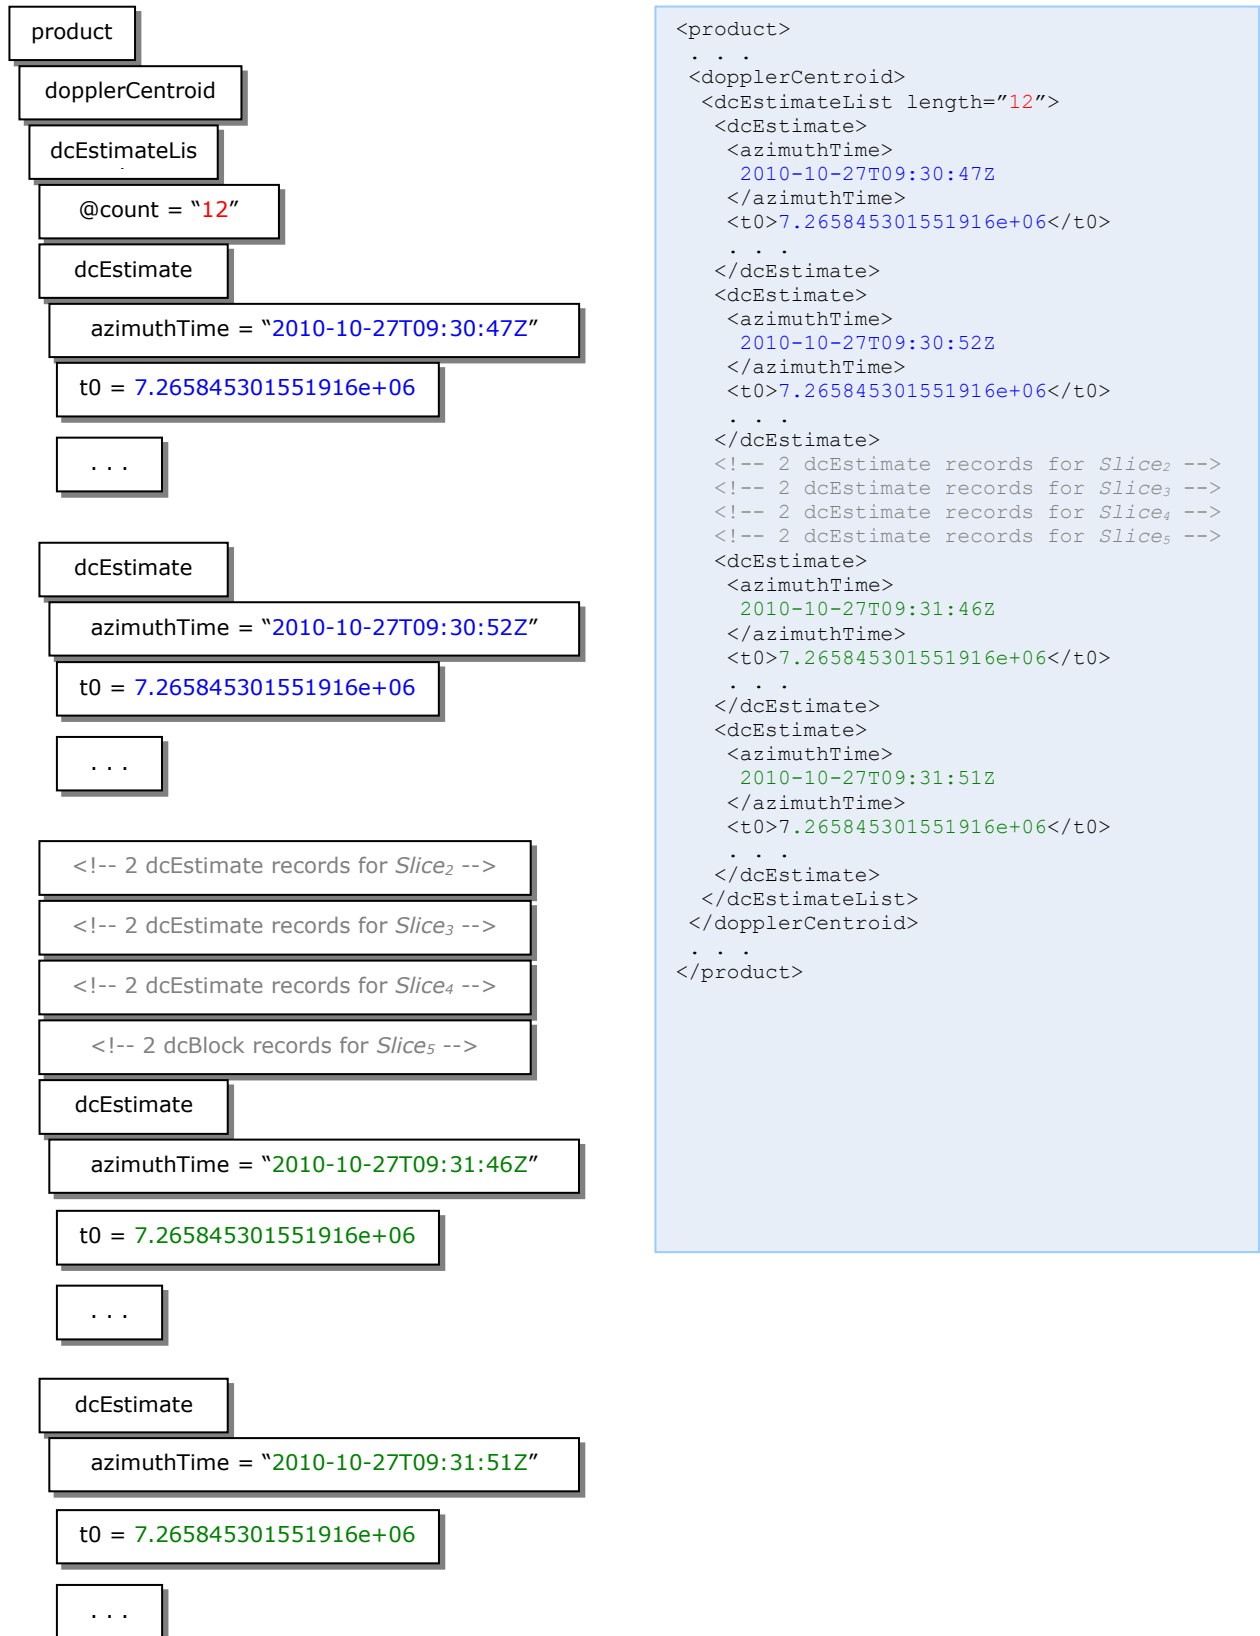 product
dopplerCentroid
dcEstimateLis
@count = “12”
dcEstimate
azimuthTime = “2010-10-27T09:30:47Z”
t0 = 7.265845301551916e+06
. . .
dcEstimate
azimuthTime = “2010-10-27T09:30:52Z”
t0 = 7.265845301551916e+06
. . .
<!-- 2 dcEstimate records for Slice2 -->
<!-- 2 dcEstimate records for Slice3 -->
<!-- 2 dcEstimate records for Slice4 -->
<!-- 2 dcBlock records for Slice5 -->
dcEstimate
azimuthTime = “2010-10-27T09:31:46Z”
t0 = 7.265845301551916e+06
. . .
dcEstimate
azimuthTime = “2010-10-27T09:31:51Z”
t0 = 7.265845301551916e+06
. . .
<product>
. . .
<dopplerCentroid>
<dcEstimateList length=”12”>
<dcEstimate>
<azimuthTime>
2010-10-27T09:30:47Z
</azimuthTime>
<t0>7.265845301551916e+06</t0>
. . .
</dcEstimate>
<dcEstimate>
<azimuthTime>
2010-10-27T09:30:52Z
</azimuthTime>
<t0>7.265845301551916e+06</t0>
. . .
</dcEstimate>
<!-- 2 dcEstimate records for Slice2 -->
<!-- 2 dcEstimate records for Slice3 -->
<!-- 2 dcEstimate records for Slice4 -->
<!-- 2 dcEstimate records for Slice5 -->
<dcEstimate>
<azimuthTime>
2010-10-27T09:31:46Z
</azimuthTime>
<t0>7.265845301551916e+06</t0>
. . .
</dcEstimate>
<dcEstimate>
<azimuthTime>
2010-10-27T09:31:51Z
</azimuthTime>
<t0>7.265845301551916e+06</t0>
. . .
</dcEstimate>
</dcEstimateList>
</dopplerCentroid>
. . .
</product>